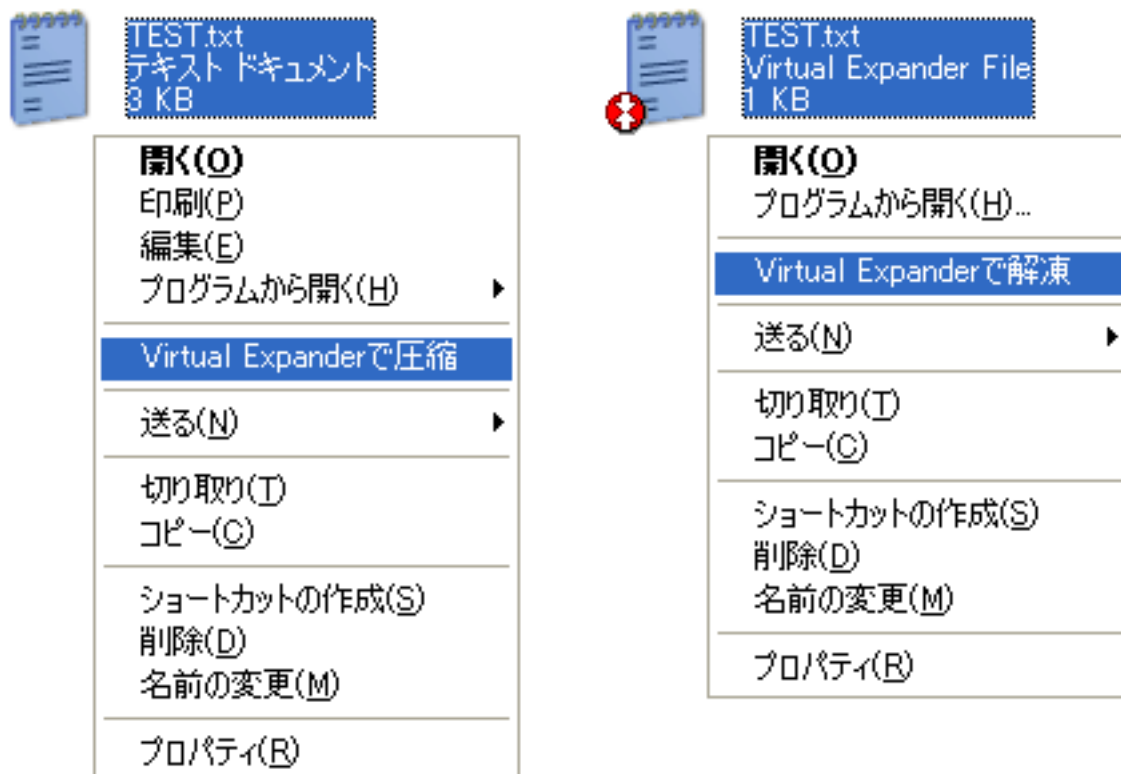 TEST.txt
テキスト ドキュメント
3 KB
開く(O)
印刷(P)
編集(E)
プログラムから開く(H)
Virtual Expanderで圧縮
送る(N)
切り取り(T)
コピー(C)
ショートカットの作成(S)
削除(D)
名前の変更(M)
プロパティ(R)
TEST.txt
Virtual Expander File
1 KB
開く(O)
プログラムから開く(H)...
Virtual Expanderで解凍
送る(N)
切り取り(T)
コピー(C)
ショートカットの作成(S)
削除(D)
名前の変更(M)
プロパティ(R)